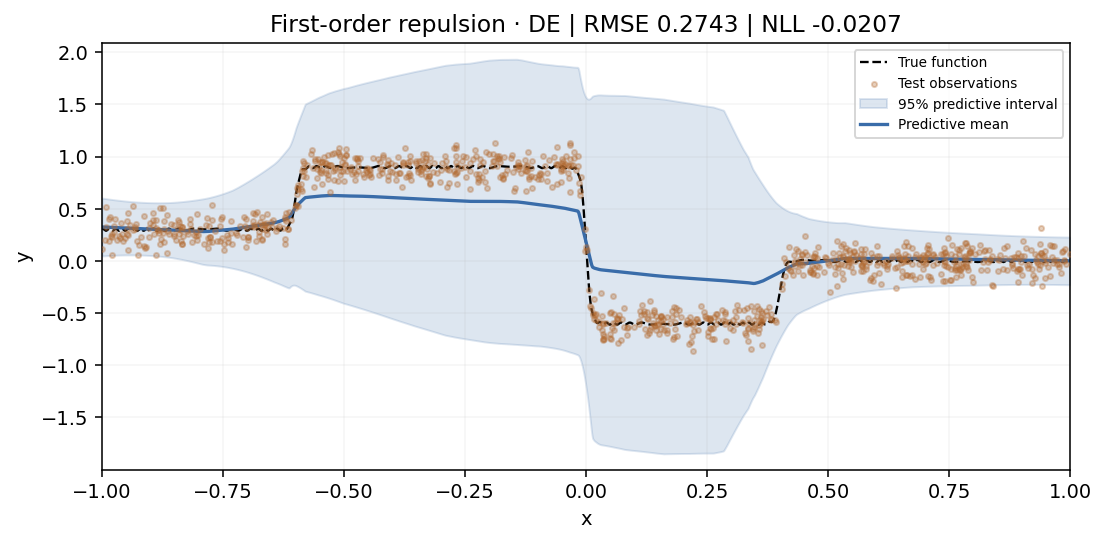 First-order repulsion · DE | RMSE 0.2743 | NLL -0.0207
True function
Test observations
95% predictive interval
Predictive mean
y
2.0
1.5
1.0
0.5
0.0
−0.5
−1.0
−1.5
−1.00 −0.75 −0.50 −0.25 0.00 0.25 0.50 0.75 1.00
x